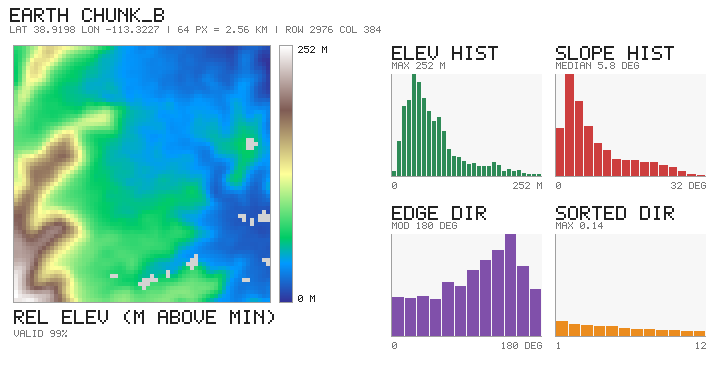 EARTH CHUNK_B
LAT 38.9198 LON -113.3227 | 64 PX = 2.56 KM | ROW 2976 COL 384
252 M
0 M
REL ELEV (M ABOVE MIN)
VALID 99%
ELEV HIST
MAX 252 M
0 252 M
SLOPE HIST
MEDIAN 5.8 DEG
0 32 DEG
EDGE DIR
MOD 180 DEG
0 180 DEG
SORTED DIR
MAX 0.14
1 12